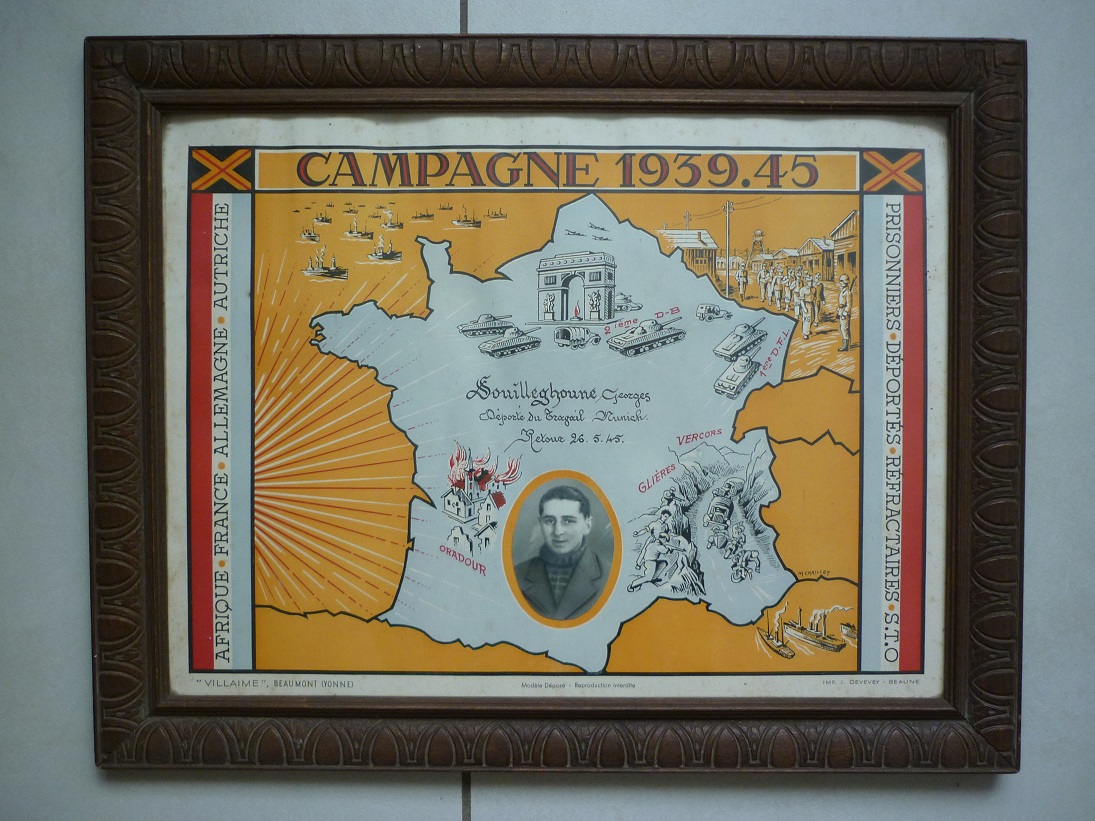 CAMPAGNE 1939.45
AFRIQUE • FRANCE • ALLEMAGNE • AUTRICHE
PRISONNIERS • DÉPORTÉS • RÉFRACTAIRES • S.T.O
2ième D-B
1ère D.F.L
Souilleghoune Georges
Déporté du Travail Munich.
Retour 26.5.45.
VERCORS
GLIÈRES
ORADOUR
"VILLAIME", BEAUMONT (YONNE)
Modèle Déposé - Reproduction Interdite
IMP. J. DEVEVEY - BEAUNE